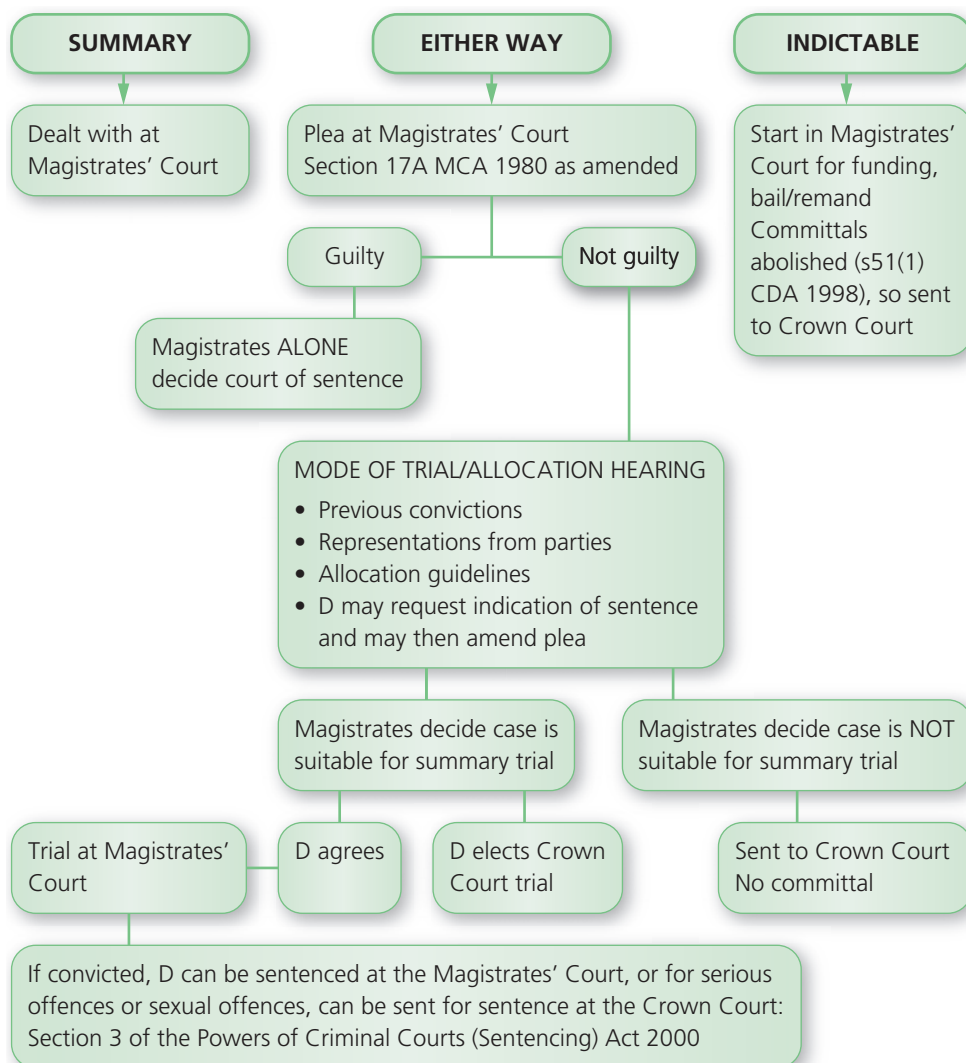 SUMMARY
EITHER WAY
INDICTABLE
Dealt with at
Magistrates’ Court
Plea at Magistrates’ Court
Section 17A MCA 1980 as amended
Start in Magistrates’
Court for funding,
bail/remand
Committals
abolished (s51(1)
CDA 1998), so sent
to Crown Court
Guilty
Not guilty
Magistrates ALONE
decide court of sentence
MODE OF TRIAL/ALLOCATION HEARING
• Previous convictions
• Representations from parties
• Allocation guidelines
• D may request indication of sentence
and may then amend plea
Magistrates decide case is
suitable for summary trial
Magistrates decide case is NOT
suitable for summary trial
Trial at Magistrates’
Court
D agrees
D elects Crown
Court trial
Sent to Crown Court
No committal
If convicted, D can be sentenced at the Magistrates’ Court, or for serious
offences or sexual offences, can be sent for sentence at the Crown Court:
Section 3 of the Powers of Criminal Courts (Sentencing) Act 2000